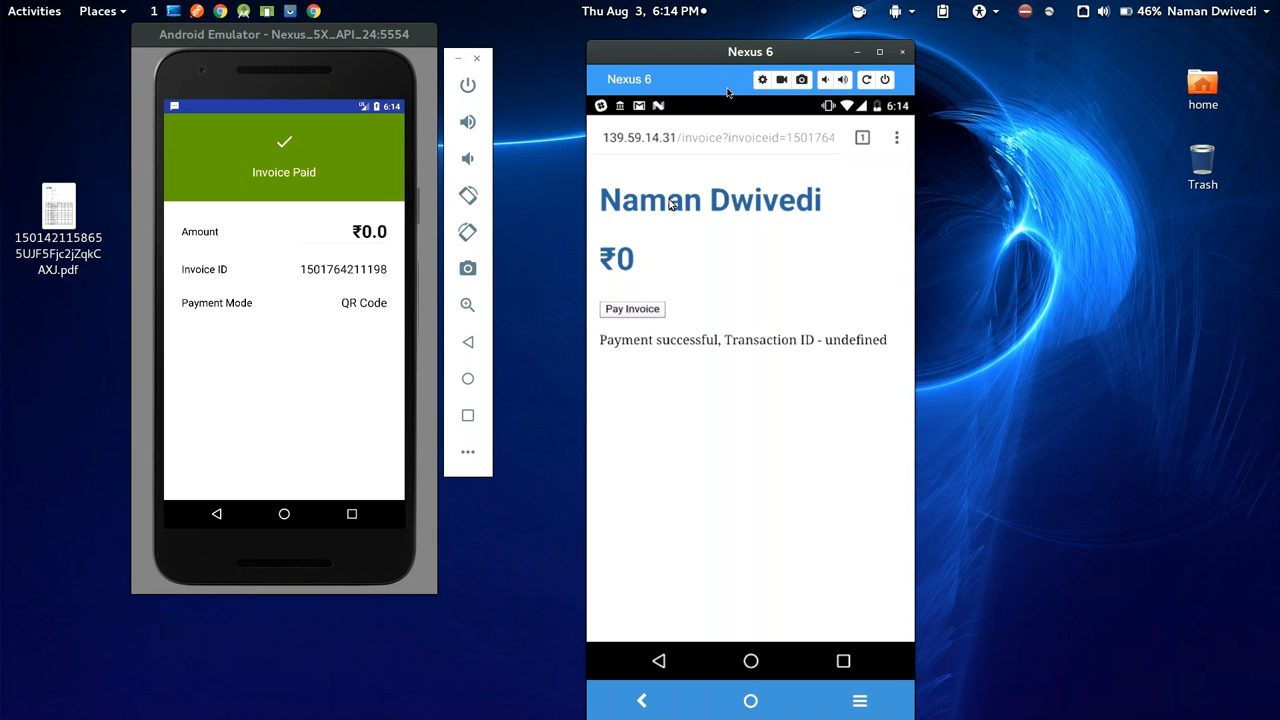 Activities Places 1 Thu Aug 3, 6:14 PM 46% Naman Dwivedi
Android Emulator - Nexus_5X_API_24:5554
6:14
Invoice Paid
Amount ₹0.0
Invoice ID 1501764211198
Payment Mode QR Code
150142115865
5UJF5Fjc2jZqkC
AXJ.pdf
Nexus 6
Nexus 6
6:14
139.59.14.31/invoice?invoiceid=1501764
1
Naman Dwivedi
₹0
Pay Invoice
Payment successful, Transaction ID - undefined
home
Trash